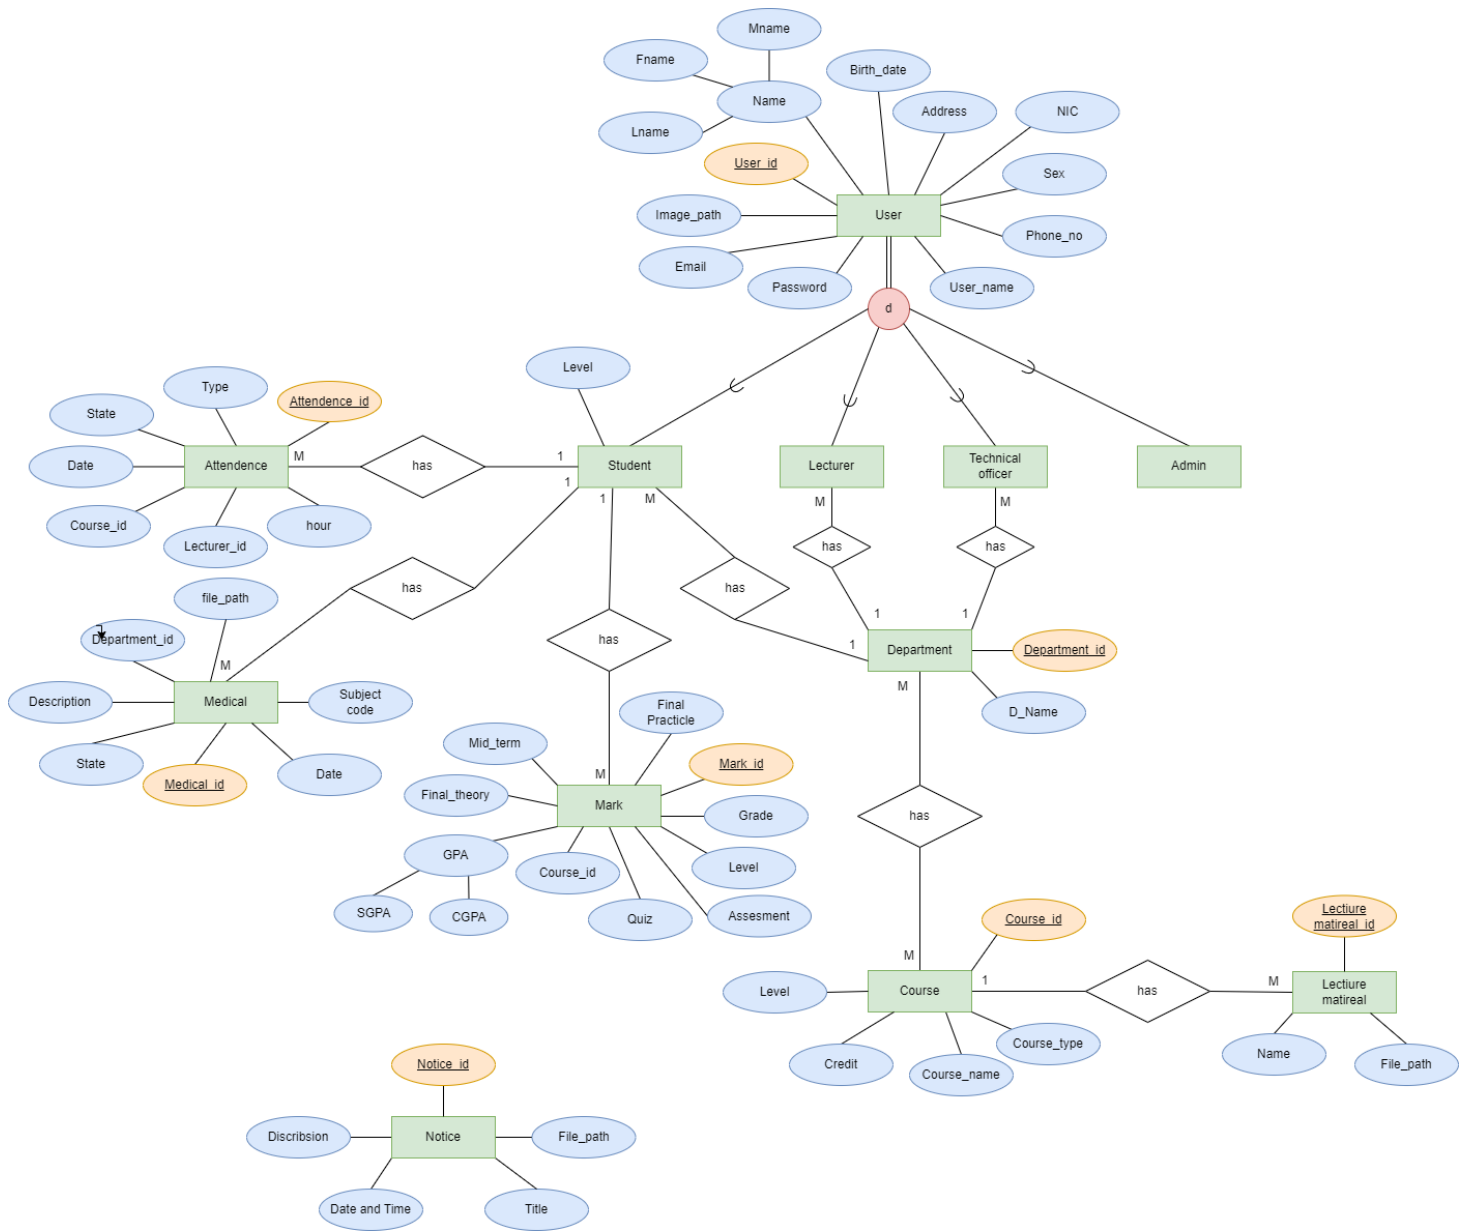 Mname
Fname
Birth_date
Name
Address
NIC
Lname
User_id
Sex
Image_path
User
Phone_no
Email
Password
User_name
d
Level
Type
Attendence_id
State
Date
Attendence
M
has
1
Student
Lecturer
Technical
officer
Admin
1
1
M
M
M
Course_id
Lecturer_id
hour
has
has
has
has
file_path
Department_id
has
1
1
1
Department
Department_id
M
M
Description
Medical
Subject
code
D_Name
State
Medical_id
Date
Final
Practicle
Mid_term
Mark_id
M
Final_theory
Mark
Grade
has
GPA
Course_id
Level
SGPA
CGPA
Quiz
Assesment
Course_id
Lectiure
matireal_id
M
Level
Course
1
has
M
Lectiure
matireal
Credit
Course_name
Course_type
Name
File_path
Notice_id
Discribsion
Notice
File_path
Date and Time
Title